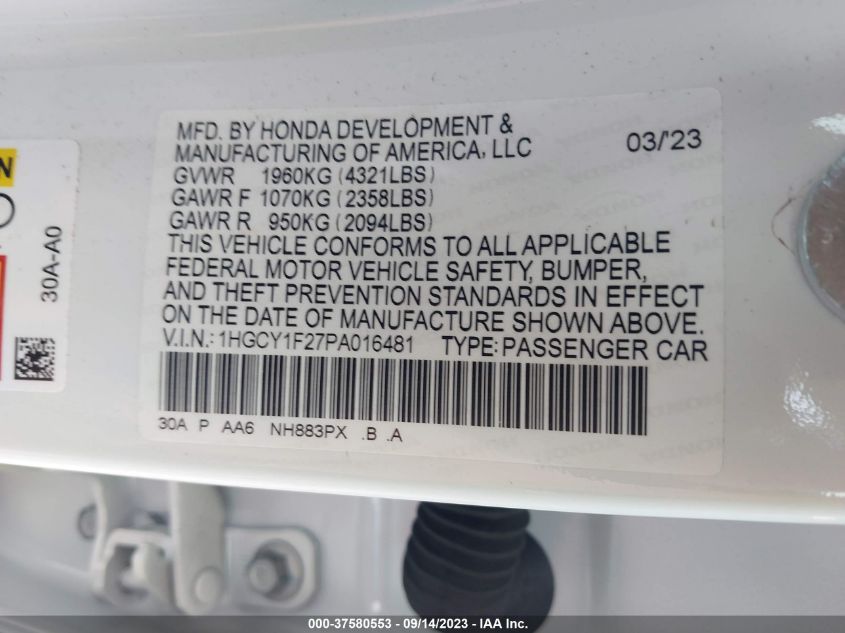 MFD. BY HONDA DEVELOPMENT &
MANUFACTURING OF AMERICA, LLC 03/'23
GVWR 1960KG (4321LBS)
GAWR F 1070KG (2358LBS)
GAWR R 950KG (2094LBS)
THIS VEHICLE CONFORMS TO ALL APPLICABLE
FEDERAL MOTOR VEHICLE SAFETY, BUMPER,
AND THEFT PREVENTION STANDARDS IN EFFECT
ON THE DATE OF MANUFACTURE SHOWN ABOVE.
V.I.N.: 1HGCY1F27PA016481 TYPE: PASSENGER CAR
30A P AA6 NH883PX .B .A
30A-A0
000-37580553 - 09/14/2023 - IAA Inc.